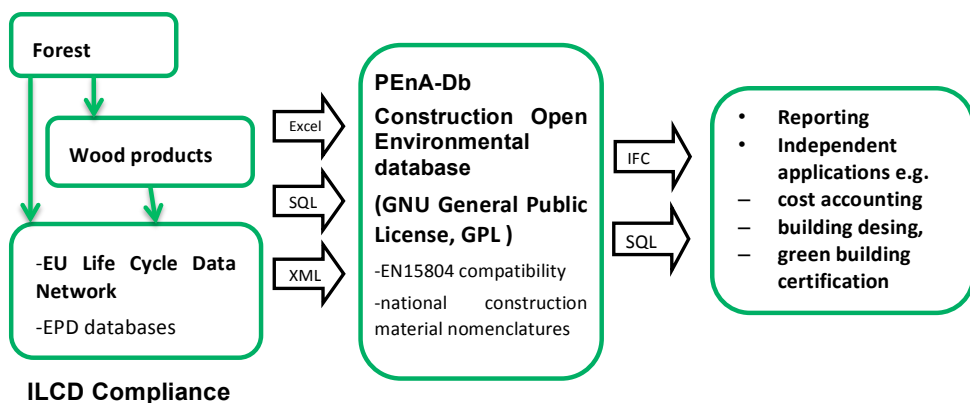 Forest
Wood products
-EU Life Cycle Data
Network
-EPD databases
ILCD Compliance
Excel
SQL
XML
PEnA-Db
Construction Open
Environmental
database
(GNU General Public
License, GPL )
-EN15804 compatibility
-national construction
material nomenclatures
IFC
SQL
• Reporting
• Independent
applications e.g.
– cost accounting
– building desing,
– green building
certification